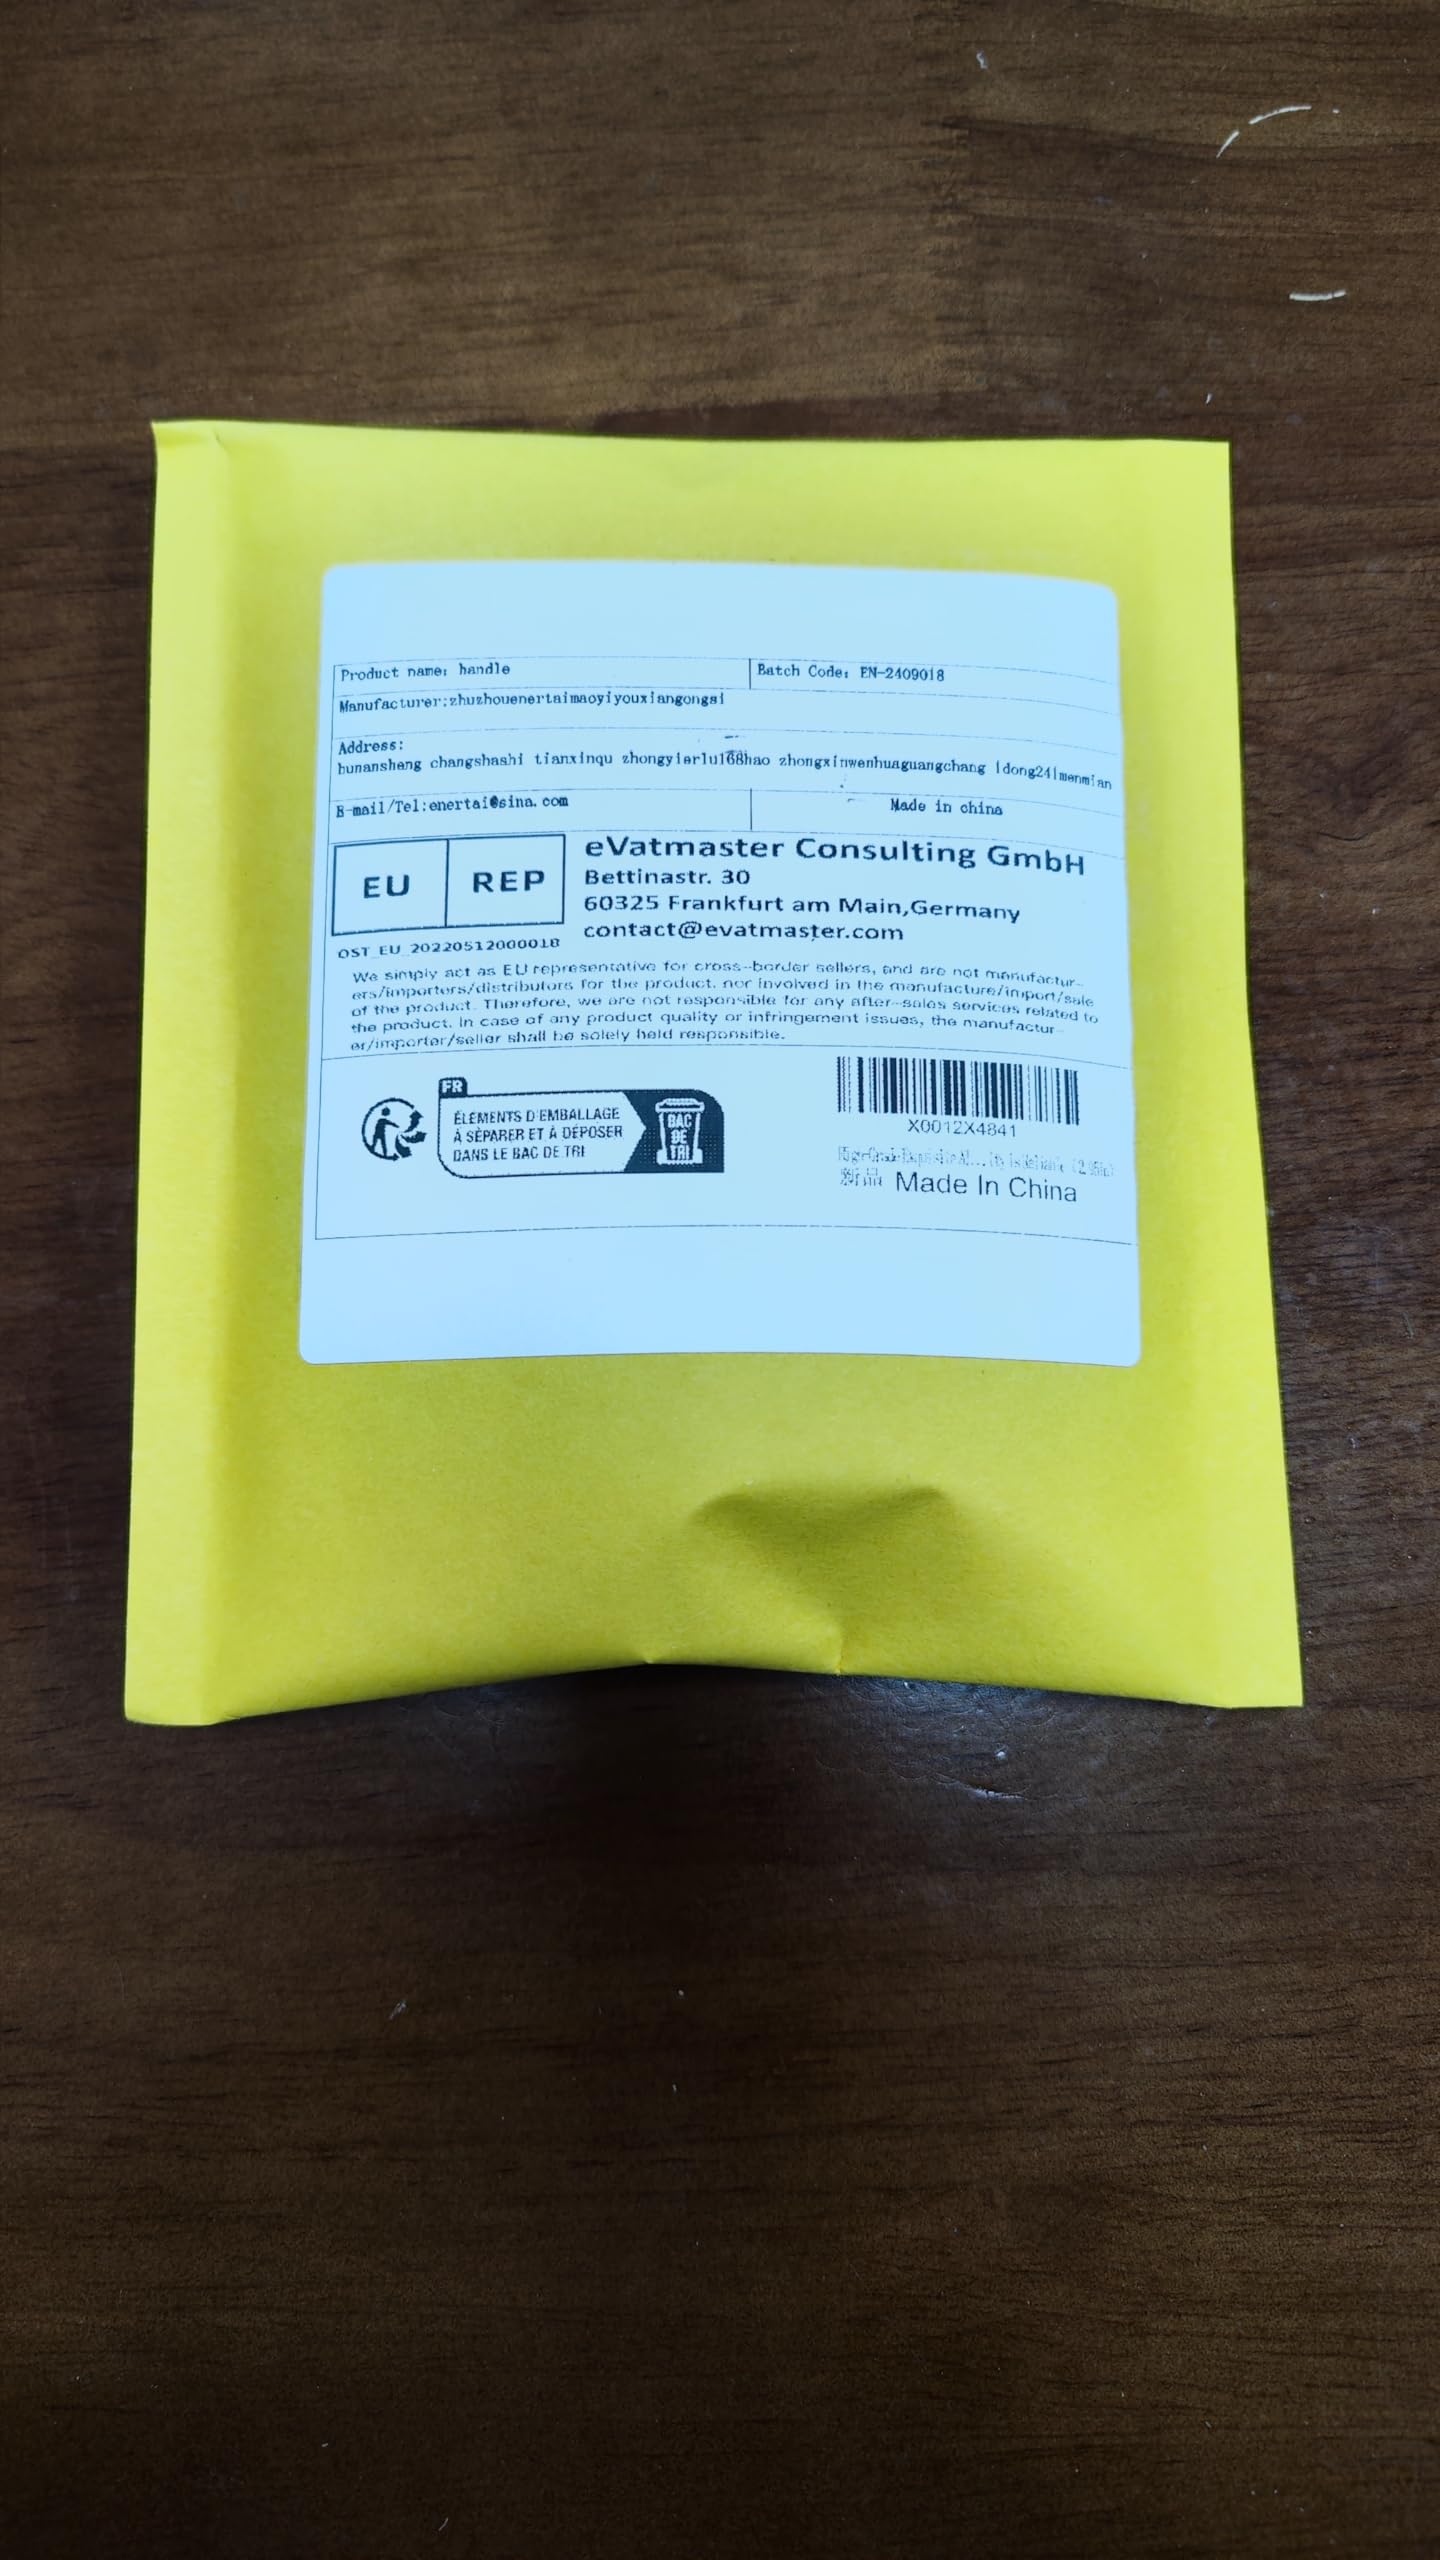 Product name: handle
Batch Code: EN-2409018
Manufacturer:zhuzhouenertaimaoyiyouxiangongsi
Address:
hunansheng changshashi tianxinqu zhongyierlu168hao zhongxinwenhuaguangchang 1dong241menmian
E-mail/Tel:enertai@sina.com
Made in china
EU REP
eVatmaster Consulting GmbH
Bettinastr. 30
60325 Frankfurt am Main,Germany
contact@evatmaster.com
OST_EU_20220512000018
We simply act as EU representative for cross-border sellers, and are not manufactur-
ers/importers/distributors for the product, nor involved in the manufacture/import/sale
of the product. Therefore, we are not responsible for any after-sales services related to
the product. In case of any product quality or infringement issues, the manufactur-
er/importer/seller shall be solely held responsible.
FR
ÉLÉMENTS D'EMBALLAGE
À SÉPARER ET À DÉPOSER
DANS LE BAC DE TRI
BAC
DE
TRI
X0012X4841
新品 Made In China